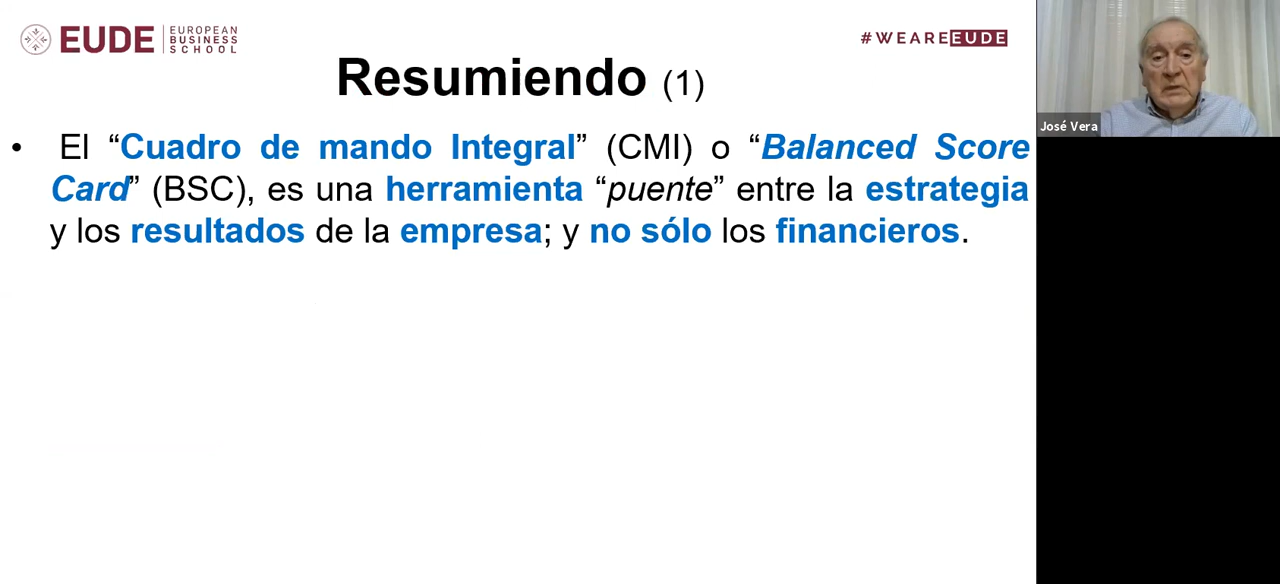 EUDE EUROPEAN
BUSINESS
SCHOOL
#WEAREEUDE
Resumiendo (1)
• El “Cuadro de mando Integral” (CMI) o “Balanced Score
Card” (BSC), es una herramienta “puente” entre la estrategia
y los resultados de la empresa; y no sólo los financieros.
José Vera